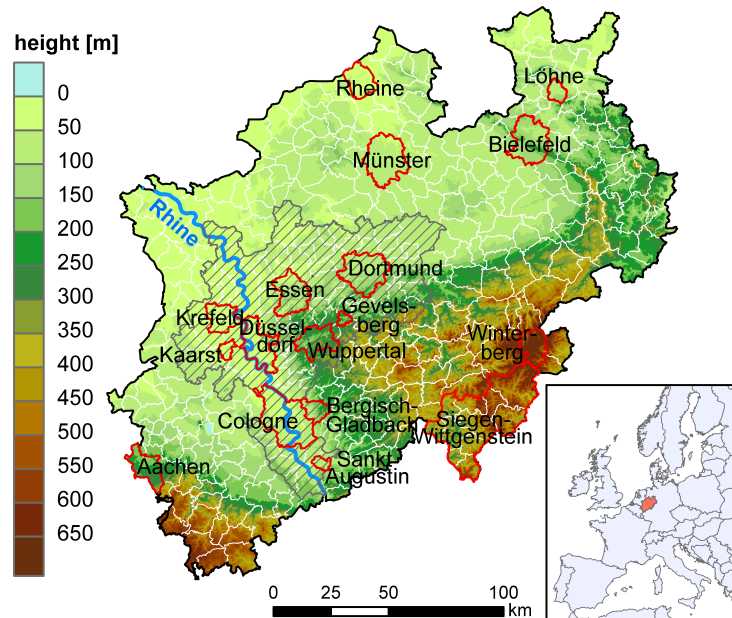 height [m]
0
50
100
150
200
250
300
350
400
450
500
550
600
650
Rheine
Löhne
Münster
Bielefeld
Rhine
Dortmund
Essen
Gevels-
berg
Krefeld
Düssel-
dorf
Kaarst
Wuppertal
Winter-
berg
Cologne
Bergisch-
Gladback
Siegen-
Wittgenstein
Aachen
Sankt
Augustin
0 25 50 100
km